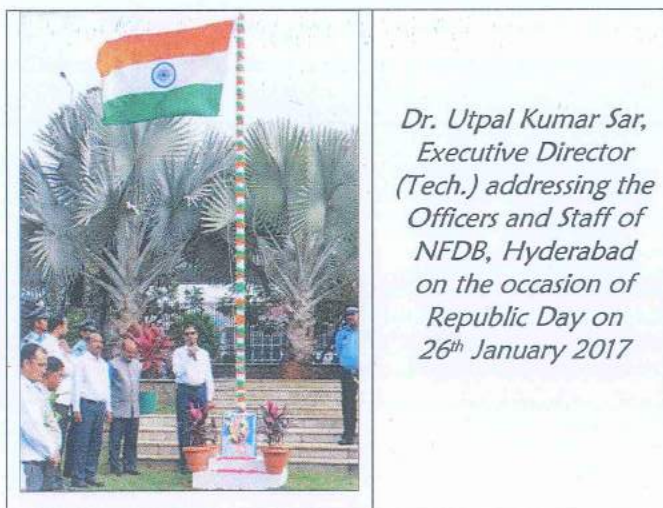 Dr. Utpal Kumar Sar,
Executive Director
(Tech.) addressing the
Officers and Staff of
NFDB, Hyderabad
on the occasion of
Republic Day on
26th January 2017